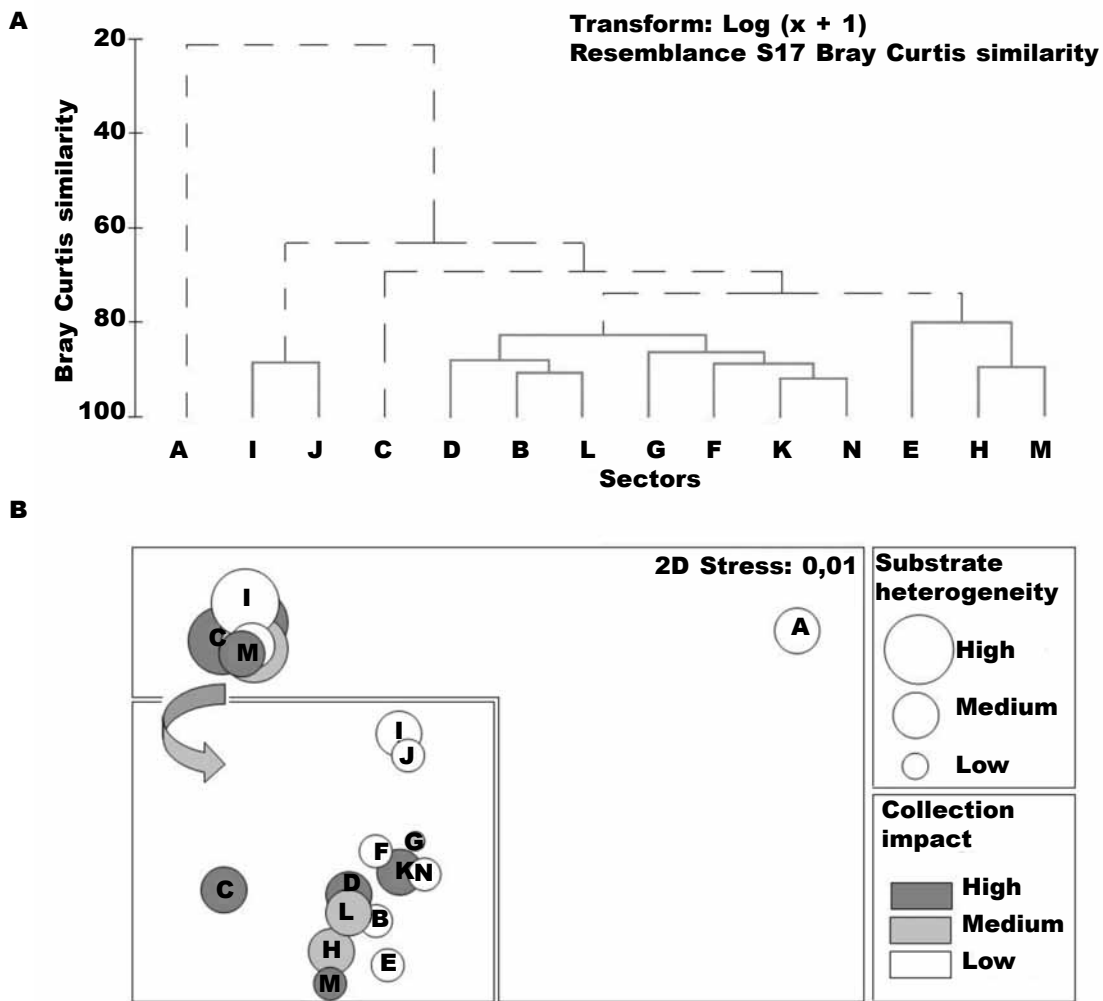 A
Transform: Log (x + 1)
Resemblance S17 Bray Curtis similarity
Bray Curtis similarity
20
40
60
80
100
A I J C D B L G F K N E H M
Sectors
B
2D Stress: 0,01
I
C
M
A
I
J
G
F
K
N
C
D
L
B
H
E
M
Substrate
heterogeneity
High
Medium
Low
Collection
impact
High
Medium
Low